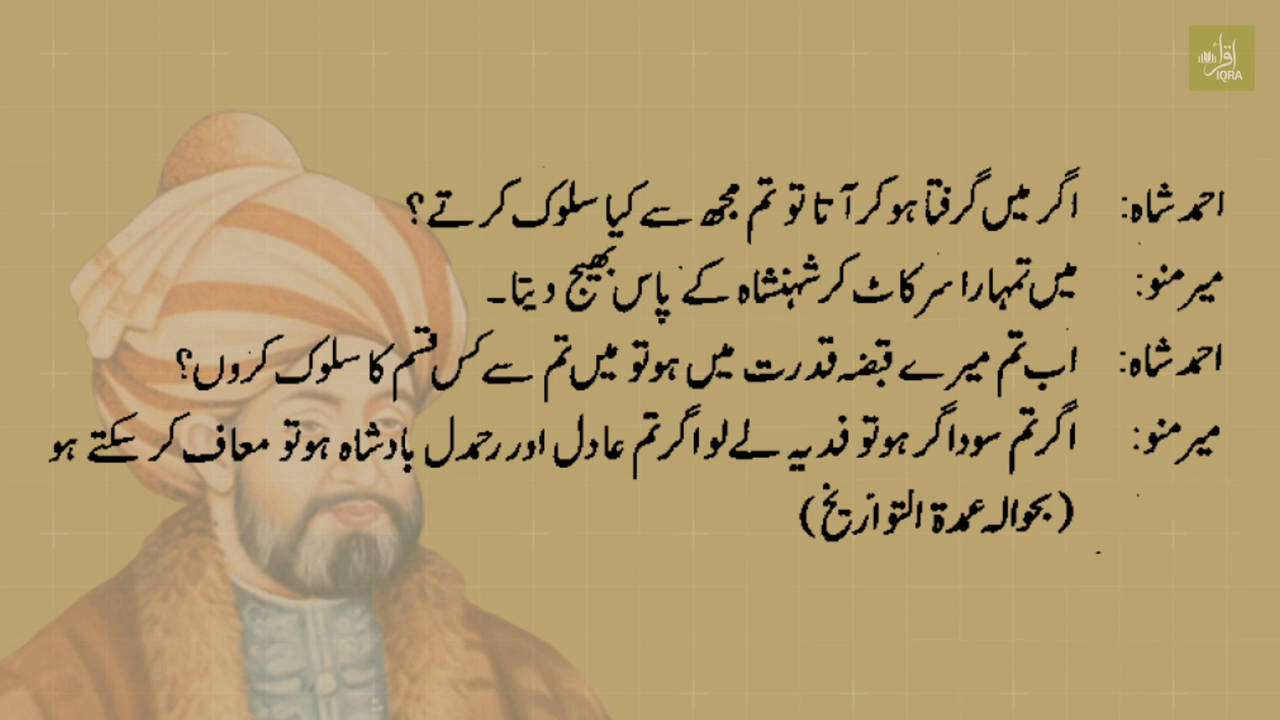 اقرأ
IQRA
احمد شاہ: اگر میں گرفتا ہو کر آتا تو تم مجھ سے کیا سلوک کرتے؟
میر منو: میں تمہارا سر کاٹ کر شہنشاہ کے پاس بھیج دیتا۔
احمد شاہ: اب تم میرے قبضہ قدرت میں ہو تو میں تم سے کس قسم کا سلوک کروں؟
میر منو: اگر تم سوداگر ہو تو فدیہ لے لو اگر تم عادل اور رحمدل بادشاہ ہو تو معاف کر سکتے ہو
(بحوالہ عمدۃ التواریخ)